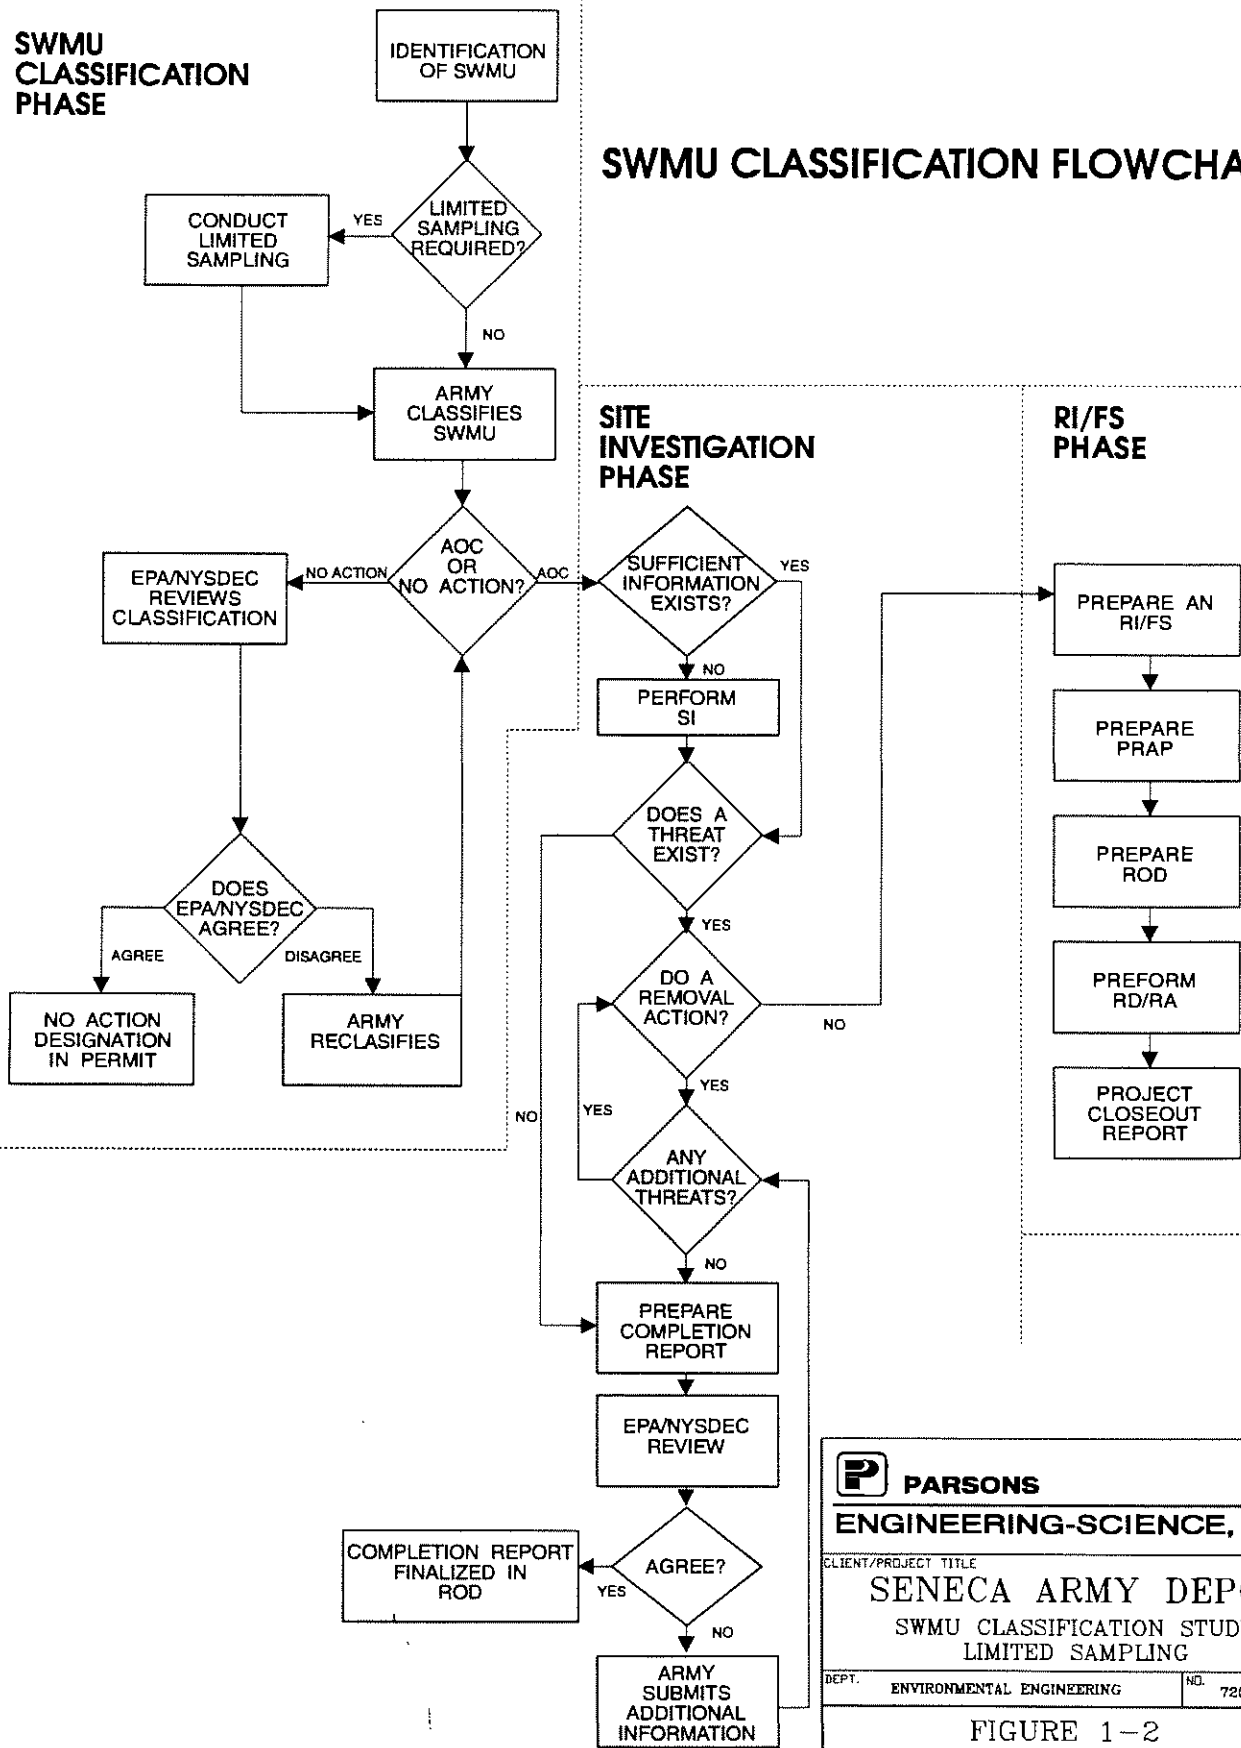 SWMU
CLASSIFICATION
PHASE
IDENTIFICATION
OF SWMU
SWMU CLASSIFICATION FLOWCHA
LIMITED
SAMPLING
REQUIRED?
YES
CONDUCT
LIMITED
SAMPLING
NO
ARMY
CLASSIFIES
SWMU
SITE
INVESTIGATION
PHASE
RI/FS
PHASE
AOC
OR
NO ACTION?
NO ACTION
AOC
EPA/NYSDEC
REVIEWS
CLASSIFICATION
SUFFICIENT
INFORMATION
EXISTS?
YES
NO
PERFORM
SI
DOES A
THREAT
EXIST?
YES
NO
DOES
EPA/NYSDEC
AGREE?
AGREE
DISAGREE
NO ACTION
DESIGNATION
IN PERMIT
ARMY
RECLASIFIES
DO A
REMOVAL
ACTION?
NO
YES
YES
ANY
ADDITIONAL
THREATS?
NO
PREPARE
COMPLETION
REPORT
EPA/NYSDEC
REVIEW
AGREE?
YES
COMPLETION REPORT
FINALIZED IN
ROD
NO
ARMY
SUBMITS
ADDITIONAL
INFORMATION
PREPARE AN
RI/FS
PREPARE
PRAP
PREPARE
ROD
PREFORM
RD/RA
PROJECT
CLOSEOUT
REPORT
P PARSONS
ENGINEERING-SCIENCE,
CLIENT/PROJECT TITLE
SENECA ARMY DEP
SWMU CLASSIFICATION STUD
LIMITED SAMPLING
DEPT. ENVIRONMENTAL ENGINEERING NO. 72
FIGURE 1-2